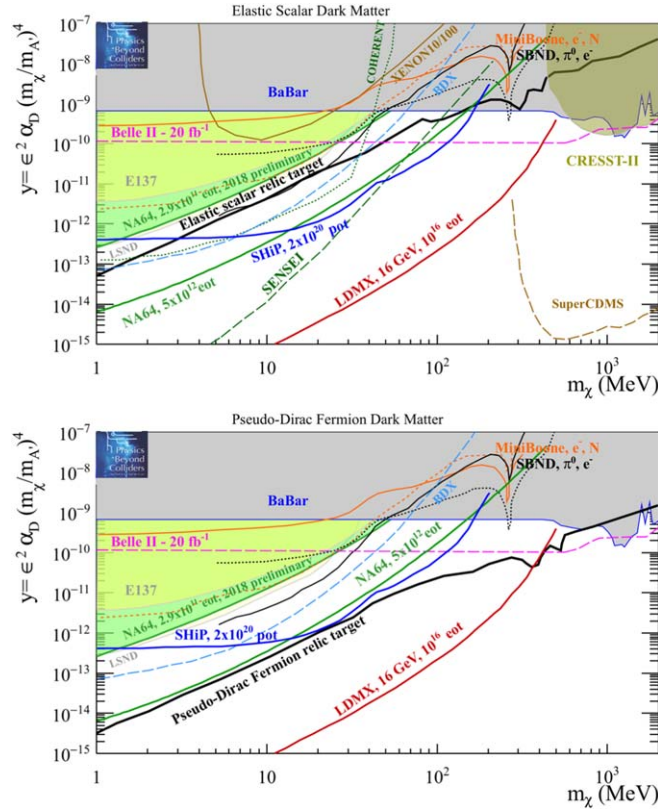 Elastic Scalar Dark Matter
Physics
Beyond
Colliders
y= ϵ² α_D (m_χ/m_A')⁴
10⁻⁷
10⁻⁸
10⁻⁹
10⁻¹⁰
10⁻¹¹
10⁻¹²
10⁻¹³
10⁻¹⁴
10⁻¹⁵
COHERENT
XENON10/100
BDX
MiniBoone, e⁻, N
SBND, π⁰, e⁻
BaBar
Belle II - 20 fb⁻¹
E137
NA64, 2.9x10¹¹ eot, 2018 preliminary
Elastic scalar relic target
CRESST-II
LSND
SHiP, 2x10²⁰ pot
SENSEI
NA64, 5x10¹² eot
LDMX, 16 GeV, 10¹⁶ eot
SuperCDMS
1
10
10²
10³
m_χ (MeV)
Pseudo-Dirac Fermion Dark Matter
Physics
Beyond
Colliders
y= ϵ² α_D (m_χ/m_A')⁴
10⁻⁷
10⁻⁸
10⁻⁹
10⁻¹⁰
10⁻¹¹
10⁻¹²
10⁻¹³
10⁻¹⁴
10⁻¹⁵
MiniBoone, e⁻, N
SBND, π⁰, e⁻
BDX
BaBar
Belle II - 20 fb⁻¹
NA64, 5x10¹² eot
E137
NA64, 2.9x10¹¹ eot, 2018 preliminary
SHiP, 2x10²⁰ pot
LSND
Pseudo-Dirac Fermion relic target
LDMX, 16 GeV, 10¹⁶ eot
1
10
10²
10³
m_χ (MeV)